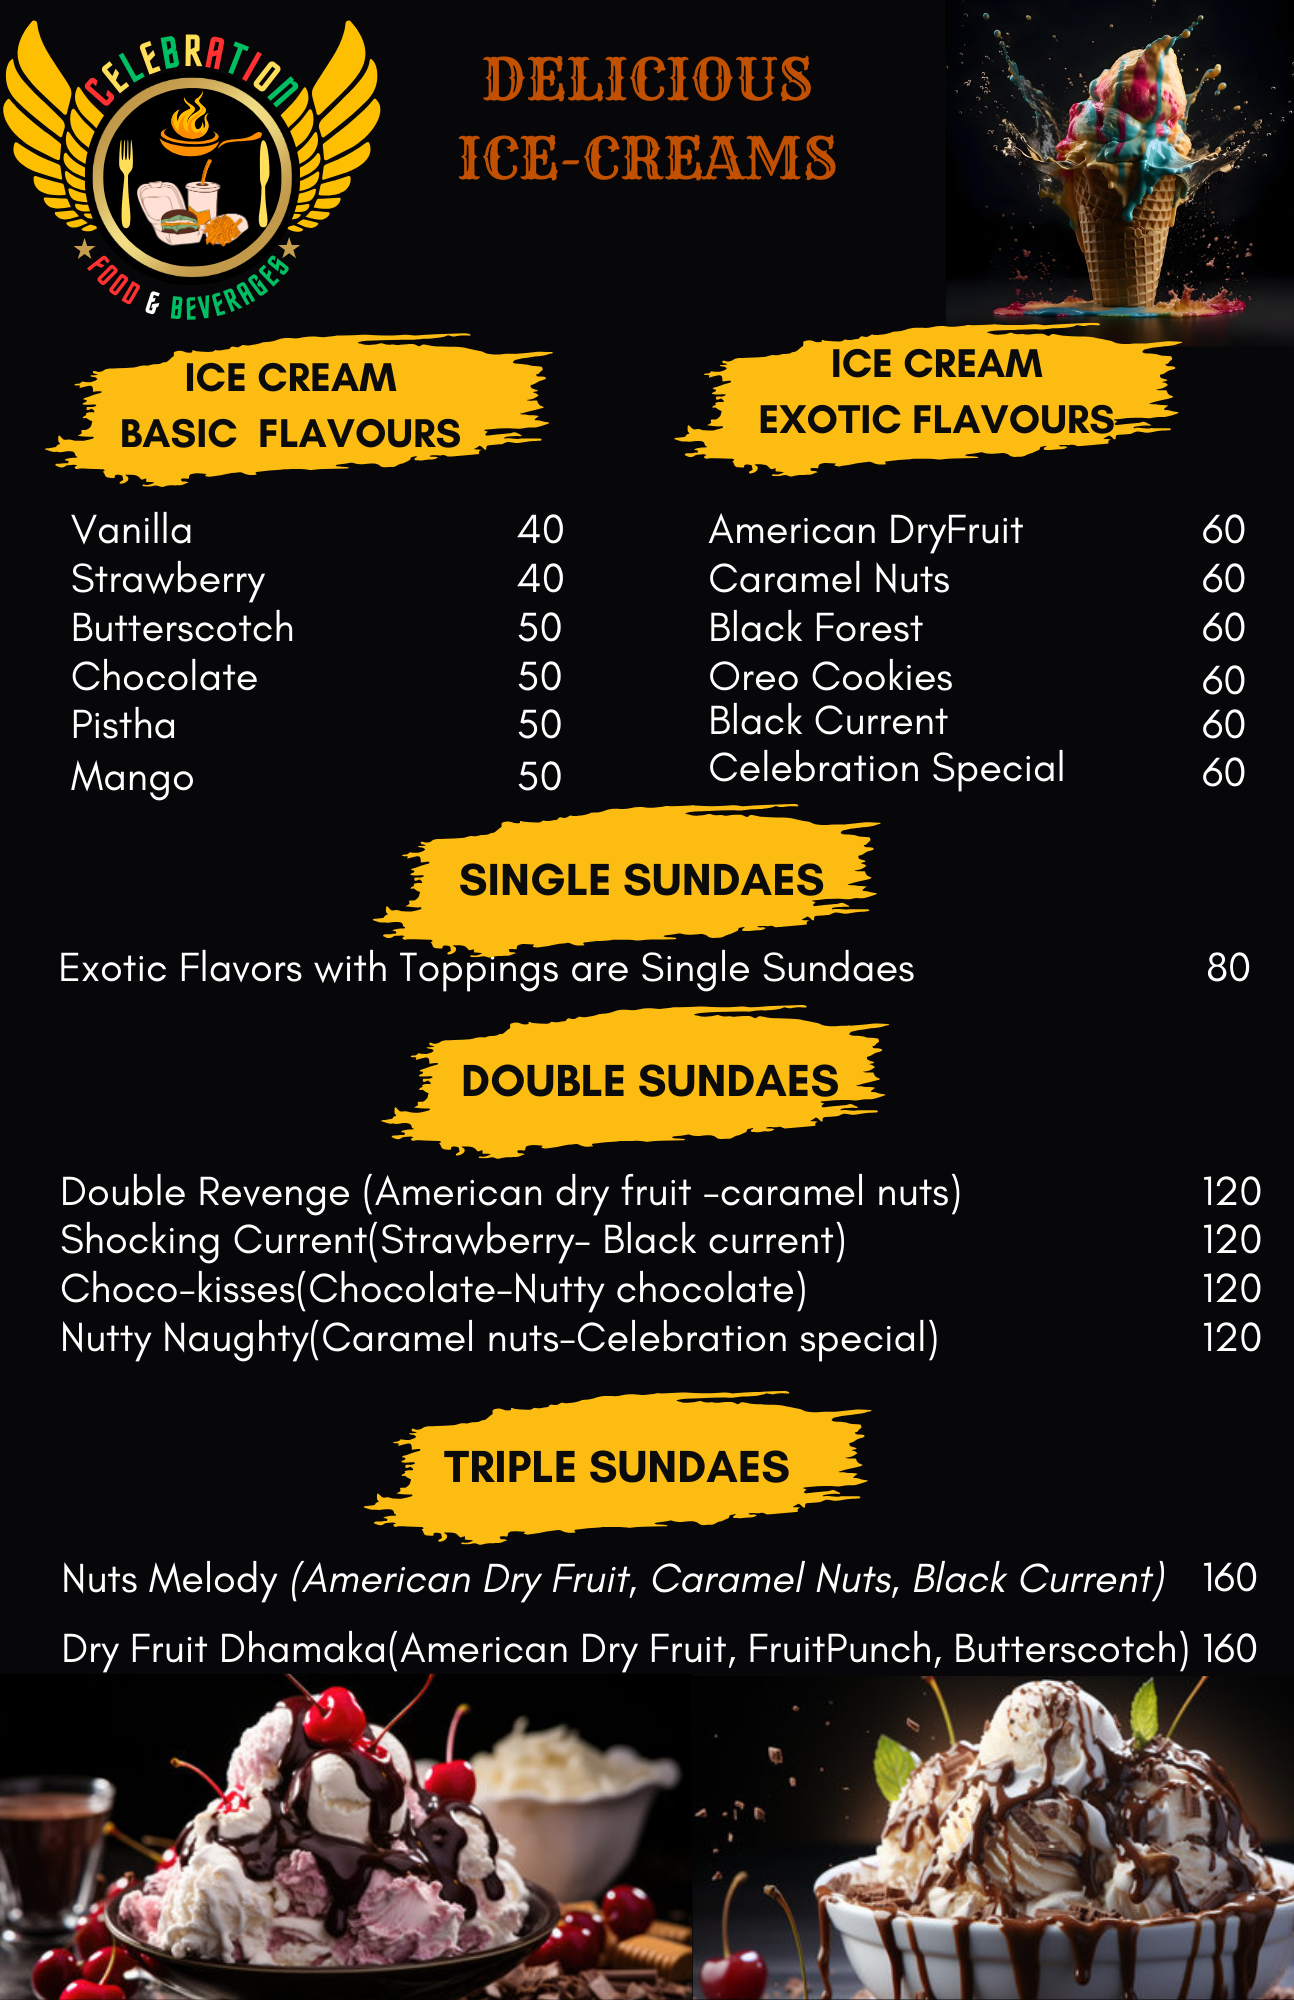 CELEBRATION
FOOD & BEVERAGES
DELICIOUS
ICE-CREAMS
ICE CREAM
BASIC FLAVOURS
Vanilla 40
Strawberry 40
Butterscotch 50
Chocolate 50
Pistha 50
Mango 50
ICE CREAM
EXOTIC FLAVOURS
American DryFruit 60
Caramel Nuts 60
Black Forest 60
Oreo Cookies 60
Black Current 60
Celebration Special 60
SINGLE SUNDAES
Exotic Flavors with Toppings are Single Sundaes 80
DOUBLE SUNDAES
Double Revenge (American dry fruit -caramel nuts) 120
Shocking Current(Strawberry- Black current) 120
Choco-kisses(Chocolate-Nutty chocolate) 120
Nutty Naughty(Caramel nuts-Celebration special) 120
TRIPLE SUNDAES
Nuts Melody (American Dry Fruit, Caramel Nuts, Black Current) 160
Dry Fruit Dhamaka(American Dry Fruit, FruitPunch, Butterscotch) 160